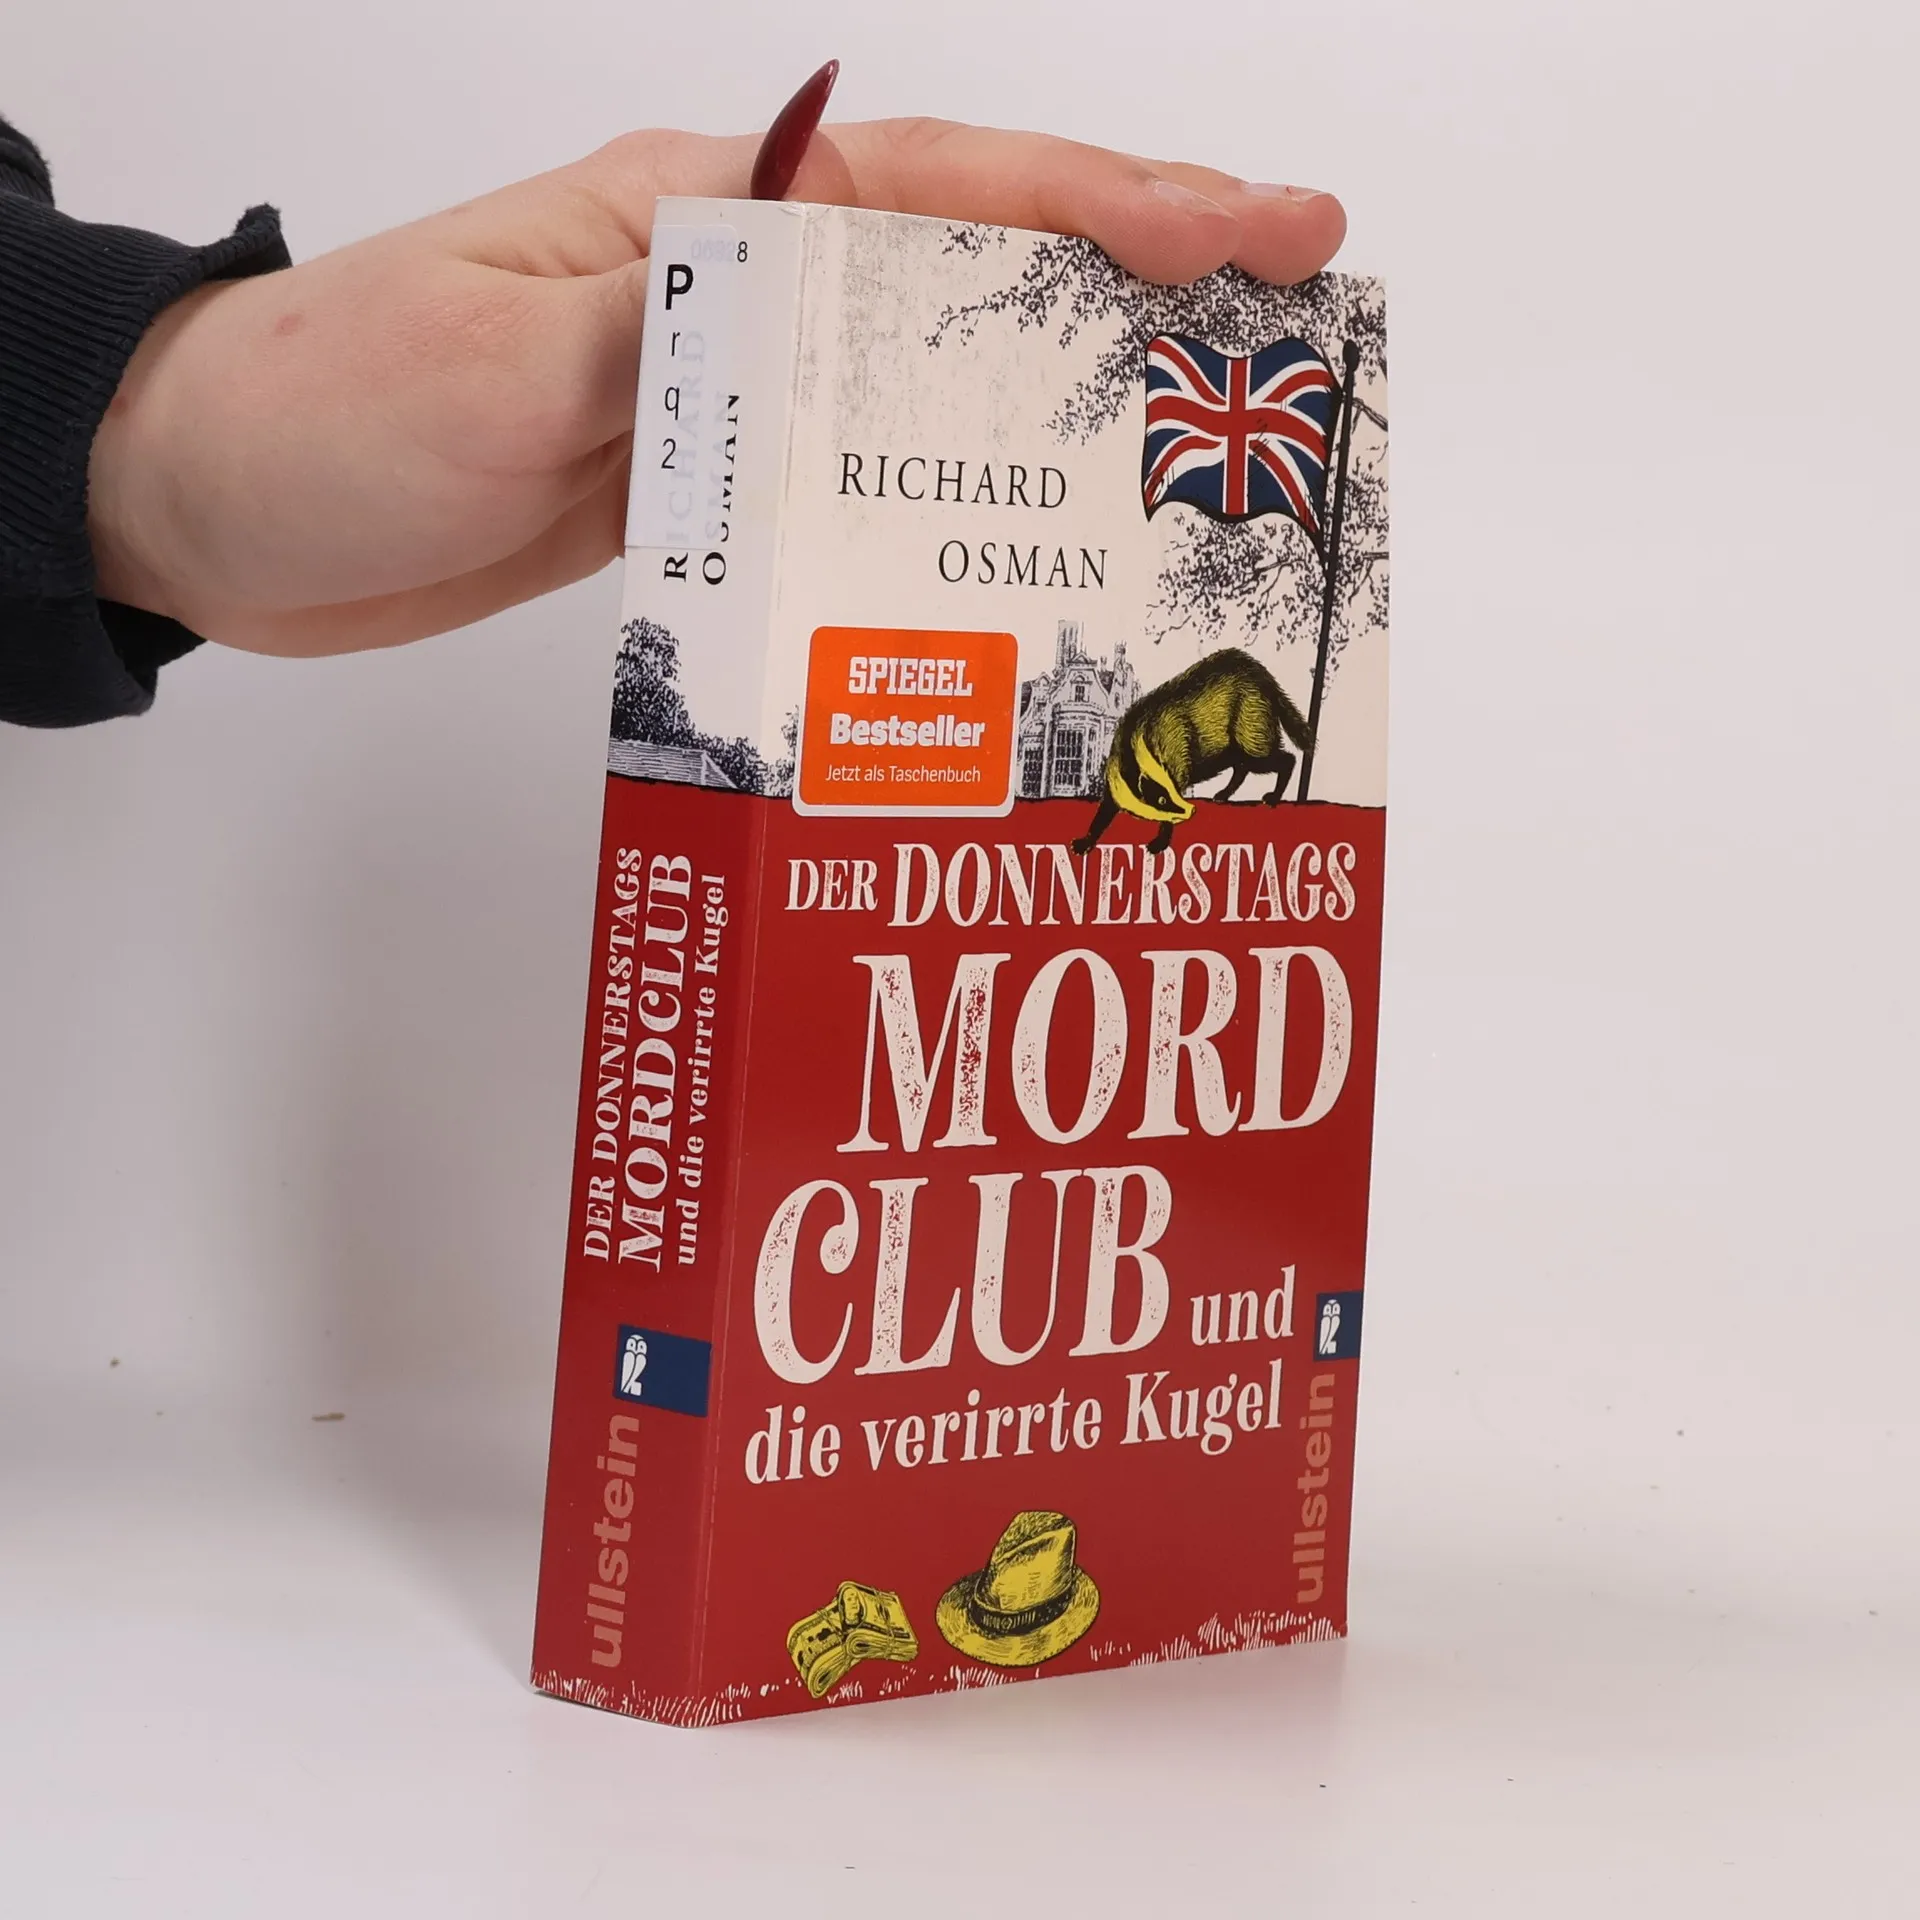 06928
P
r
q
2
RICHARD
OSMAN
DER DONNERSTAGS
MORDCLUB
und die verirrte Kugel
ullstein
RICHARD
OSMAN
SPIEGEL
Bestseller
Jetzt als Taschenbuch
DER DONNERSTAGS
MORD
CLUB und
die verirrte Kugel
ullstein